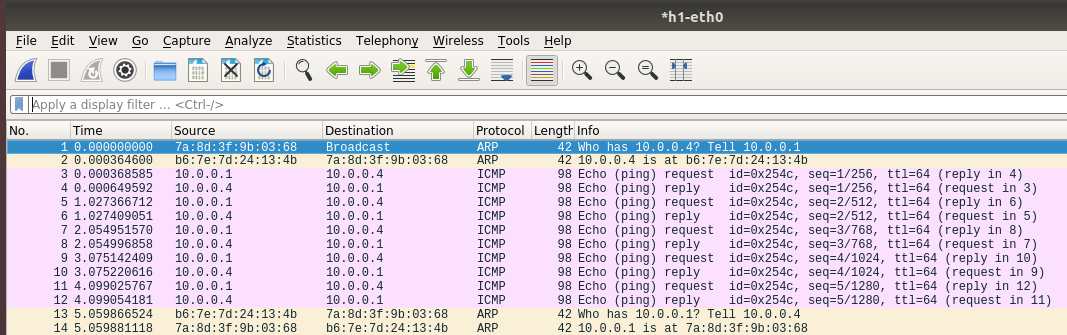 *h1-eth0
File Edit View Go Capture Analyze Statistics Telephony Wireless Tools Help
Apply a display filter ... <Ctrl-/>
No. Time Source Destination Protocol Length Info
1 0.000000000 7a:8d:3f:9b:03:68 Broadcast ARP 42 Who has 10.0.0.4? Tell 10.0.0.1
2 0.000364600 b6:7e:7d:24:13:4b 7a:8d:3f:9b:03:68 ARP 42 10.0.0.4 is at b6:7e:7d:24:13:4b
3 0.000368585 10.0.0.1 10.0.0.4 ICMP 98 Echo (ping) request id=0x254c, seq=1/256, ttl=64 (reply in 4)
4 0.000649592 10.0.0.4 10.0.0.1 ICMP 98 Echo (ping) reply id=0x254c, seq=1/256, ttl=64 (request in 3)
5 1.027366712 10.0.0.1 10.0.0.4 ICMP 98 Echo (ping) request id=0x254c, seq=2/512, ttl=64 (reply in 6)
6 1.027409051 10.0.0.4 10.0.0.1 ICMP 98 Echo (ping) reply id=0x254c, seq=2/512, ttl=64 (request in 5)
7 2.054951570 10.0.0.1 10.0.0.4 ICMP 98 Echo (ping) request id=0x254c, seq=3/768, ttl=64 (reply in 8)
8 2.054996858 10.0.0.4 10.0.0.1 ICMP 98 Echo (ping) reply id=0x254c, seq=3/768, ttl=64 (request in 7)
9 3.075142409 10.0.0.1 10.0.0.4 ICMP 98 Echo (ping) request id=0x254c, seq=4/1024, ttl=64 (reply in 10)
10 3.075220616 10.0.0.4 10.0.0.1 ICMP 98 Echo (ping) reply id=0x254c, seq=4/1024, ttl=64 (request in 9)
11 4.099025767 10.0.0.1 10.0.0.4 ICMP 98 Echo (ping) request id=0x254c, seq=5/1280, ttl=64 (reply in 12)
12 4.099054181 10.0.0.4 10.0.0.1 ICMP 98 Echo (ping) reply id=0x254c, seq=5/1280, ttl=64 (request in 11)
13 5.059866524 b6:7e:7d:24:13:4b 7a:8d:3f:9b:03:68 ARP 42 Who has 10.0.0.1? Tell 10.0.0.4
14 5.059881118 7a:8d:3f:9b:03:68 b6:7e:7d:24:13:4b ARP 42 10.0.0.1 is at 7a:8d:3f:9b:03:68